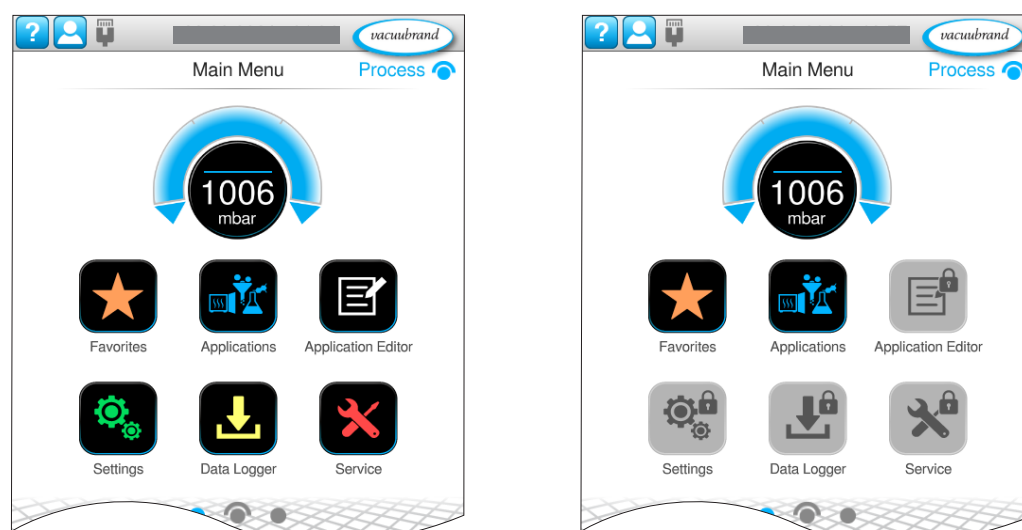 ? vacuubrand
Main Menu Process
1006
mbar
Favorites Applications Application Editor
Settings Data Logger Service
? vacuubrand
Main Menu Process
1006
mbar
Favorites Applications Application Editor
Settings Data Logger Service